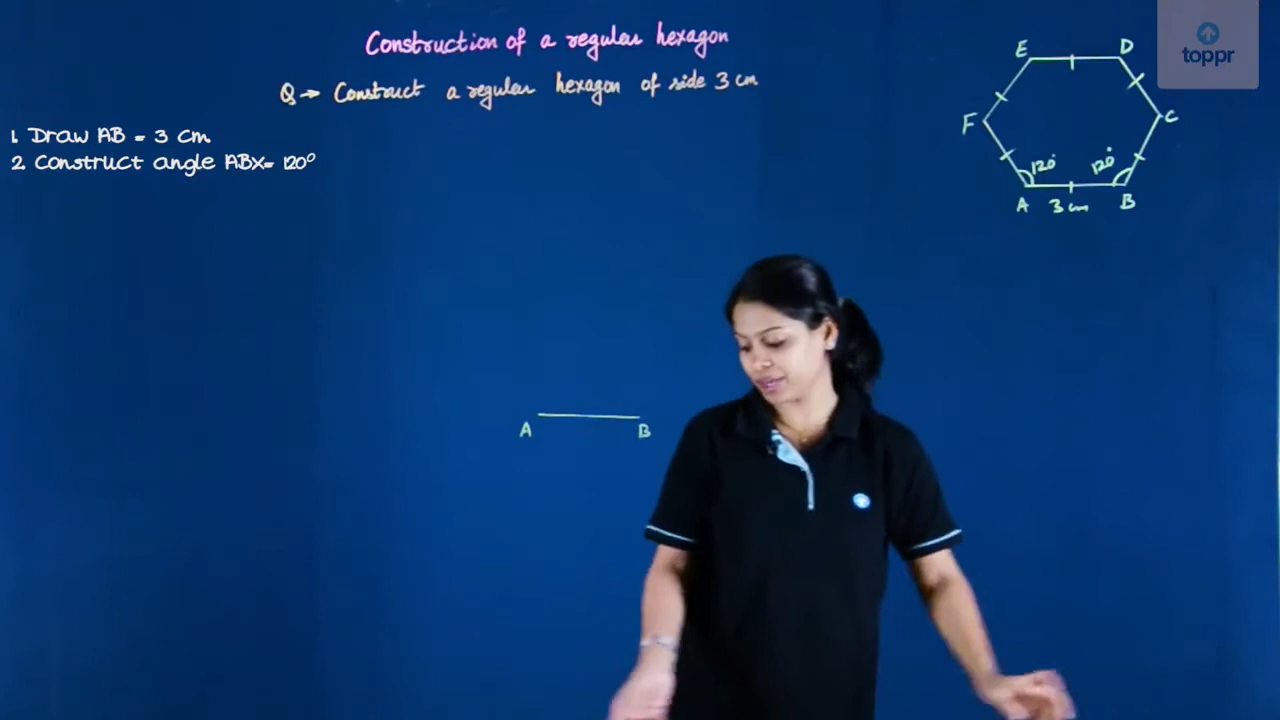 Construction of a regular hexagon
Q → Construct a regular hexagon of side 3 cm
1. Draw AB = 3 cm.
2. Construct angle ABX= 120°
E D
F C
120° 120°
A 3 cm B
A B
toppr